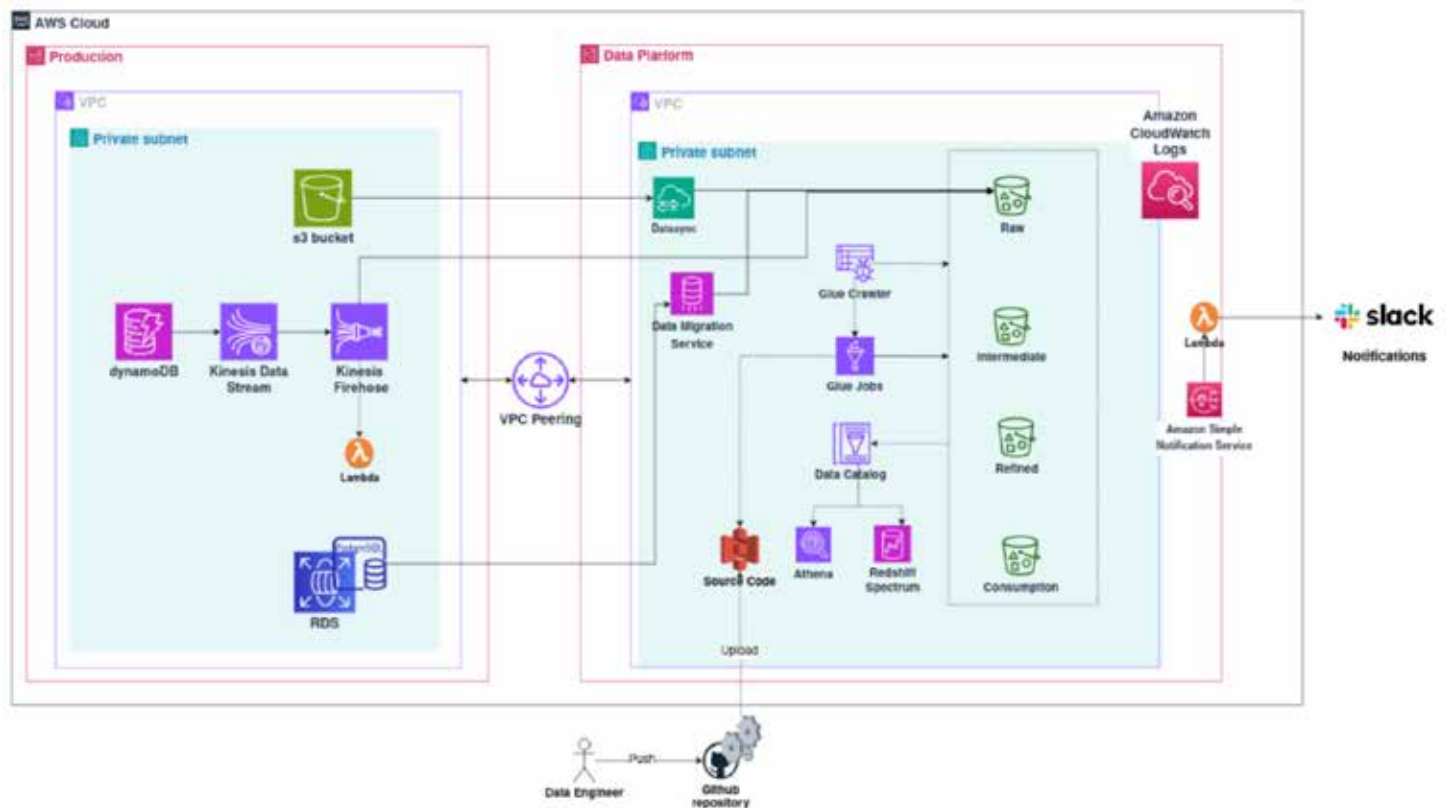 AWS Cloud
Production
VPC
Private subnet
s3 bucket
dynamoDB
Kinesis Data
Stream
Kinesis
Firehose
Lambda
PostgreSQL
RDS
VPC Peering
Data Platform
VPC
Private subnet
Datasync
Data Migration
Service
Glue Crawler
Glue Jobs
Data Catalog
Source Code
Athena
Redshift
Spectrum
Raw
Intermediate
Refined
Consumption
Upload
Amazon
CloudWatch
Logs
Lambda
Amazon Simple
Notification Service
slack
Notifications
Data Engineer
Push
Github
repository